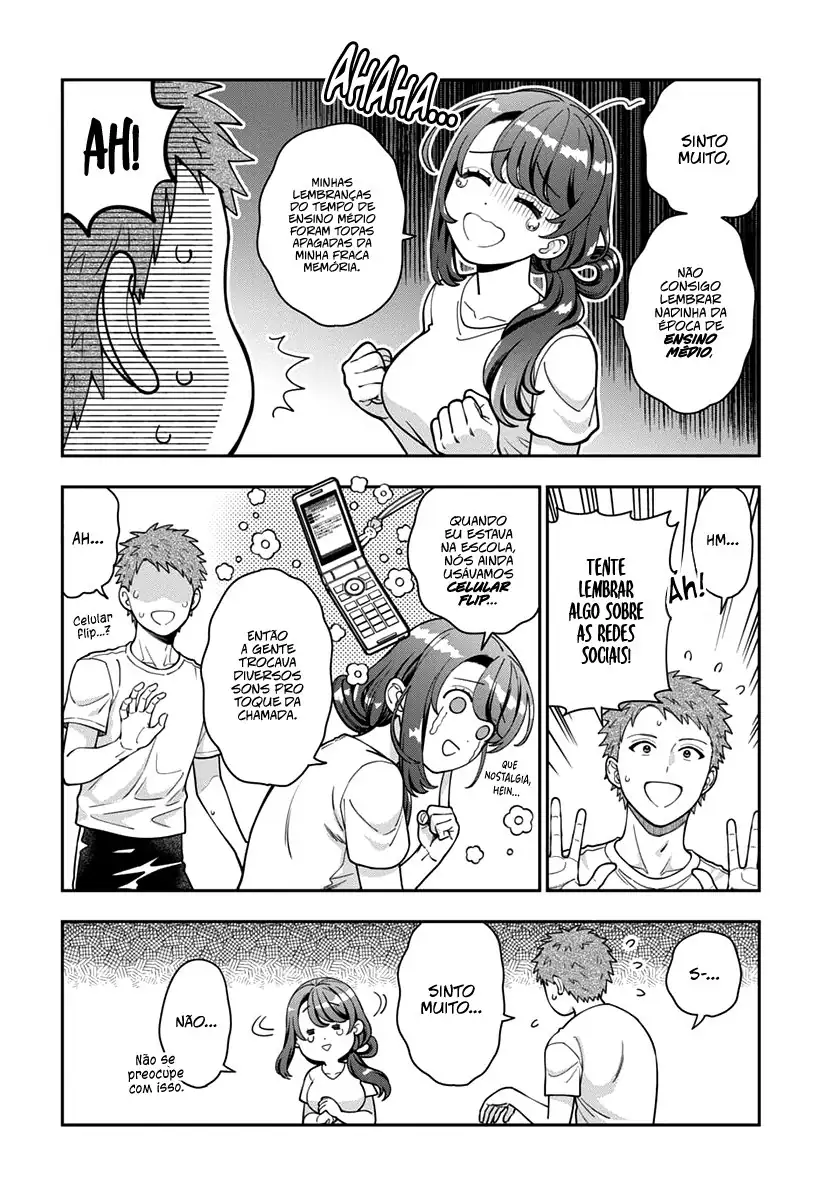 AHAHA...
SINTO
MUITO,
NÃO
CONSIGO
LEMBRAR
NADINHA DA
ÉPOCA DE
ENSINO
MÉDIO.
MINHAS
LEMBRANÇAS
DO TEMPO DE
ENSINO MÉDIO
FORAM TODAS
APAGADAS DA
MINHA FRACA
MEMÓRIA.
AH!
HM...
Ah!
TENTE
LEMBRAR
ALGO SOBRE
AS REDES
SOCIAIS!
QUANDO
EU ESTAVA
NA ESCOLA,
NÓS AINDA
USÁVAMOS
CELULAR
FLIP...
ENTÃO
A GENTE
TROCAVA
DIVERSOS
SONS PRO
TOQUE DA
CHAMADA.
QUE
NOSTALGIA,
HEIN...
AH...
Celular
flip...?
S-...
SINTO
MUITO...
NÃO...
Não se
preocupe
com isso.